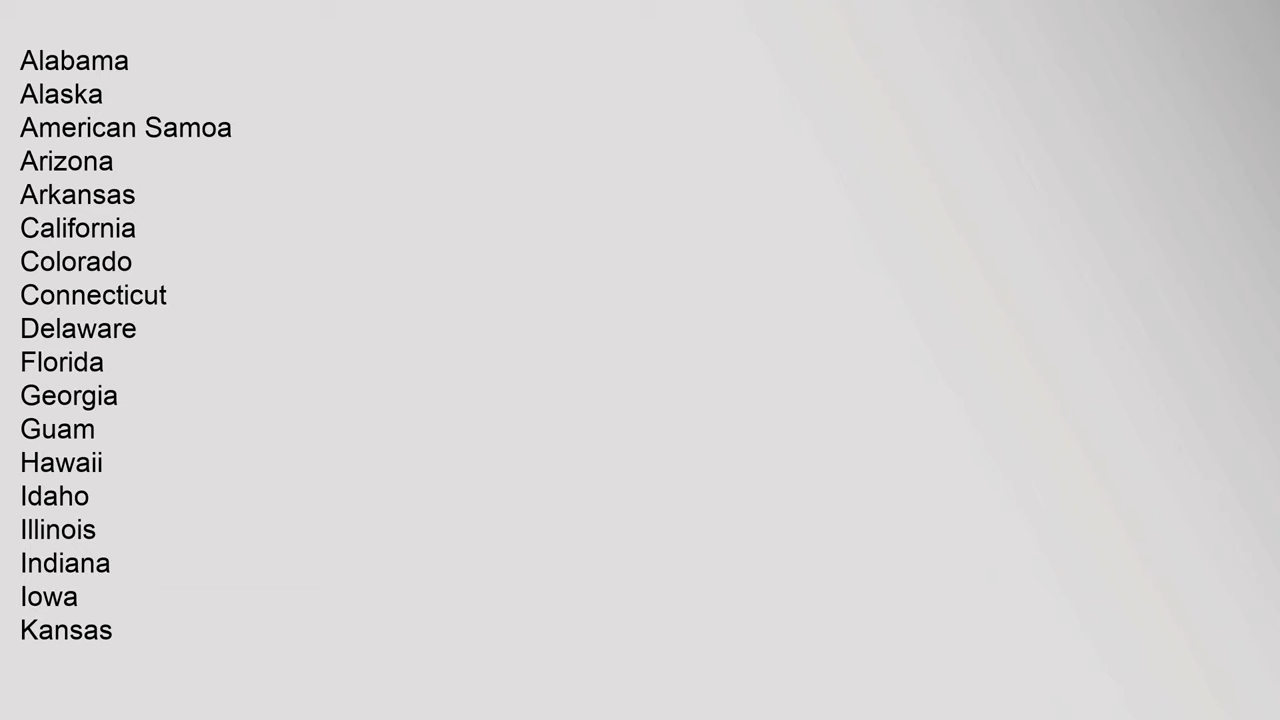 Alabama
Alaska
American Samoa
Arizona
Arkansas
California
Colorado
Connecticut
Delaware
Florida
Georgia
Guam
Hawaii
Idaho
Illinois
Indiana
Iowa
Kansas